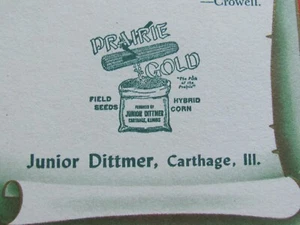 —Crowell.
PRAIRIE
GOLD
"The Pick
of the
Prairie"
FIELD SEEDS
HYBRID CORN
PRODUCED BY
JUNIOR DITTMER
CARTHAGE, ILLINOIS
Junior Dittmer, Carthage, Ill.